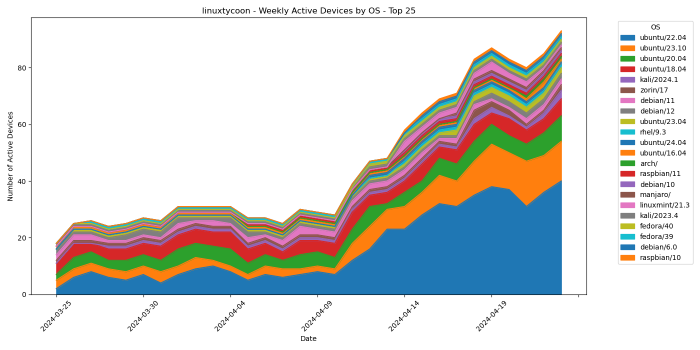 linuxtycoon - Weekly Active Devices by OS - Top 25
Number of Active Devices
80
60
40
20
0
2024-03-25
2024-03-30
2024-04-04
2024-04-09
2024-04-14
2024-04-19
Date
OS
ubuntu/22.04
ubuntu/23.10
ubuntu/20.04
ubuntu/18.04
kali/2024.1
zorin/17
debian/11
debian/12
ubuntu/23.04
rhel/9.3
ubuntu/24.04
ubuntu/16.04
arch/
raspbian/11
debian/10
manjaro/
linuxmint/21.3
kali/2023.4
fedora/40
fedora/39
debian/6.0
raspbian/10